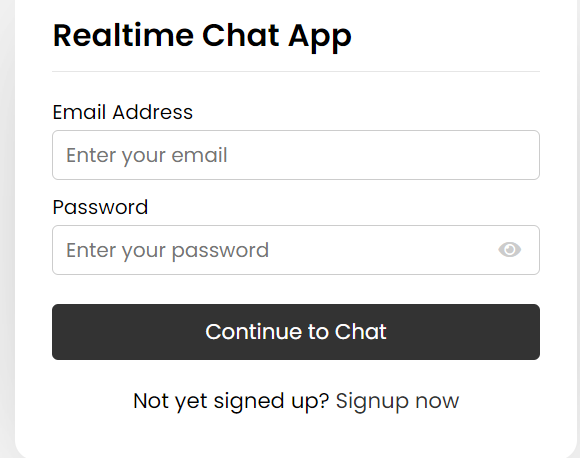 Realtime Chat App
Email Address
Enter your email
Password
Enter your password
Continue to Chat
Not yet signed up? Signup now